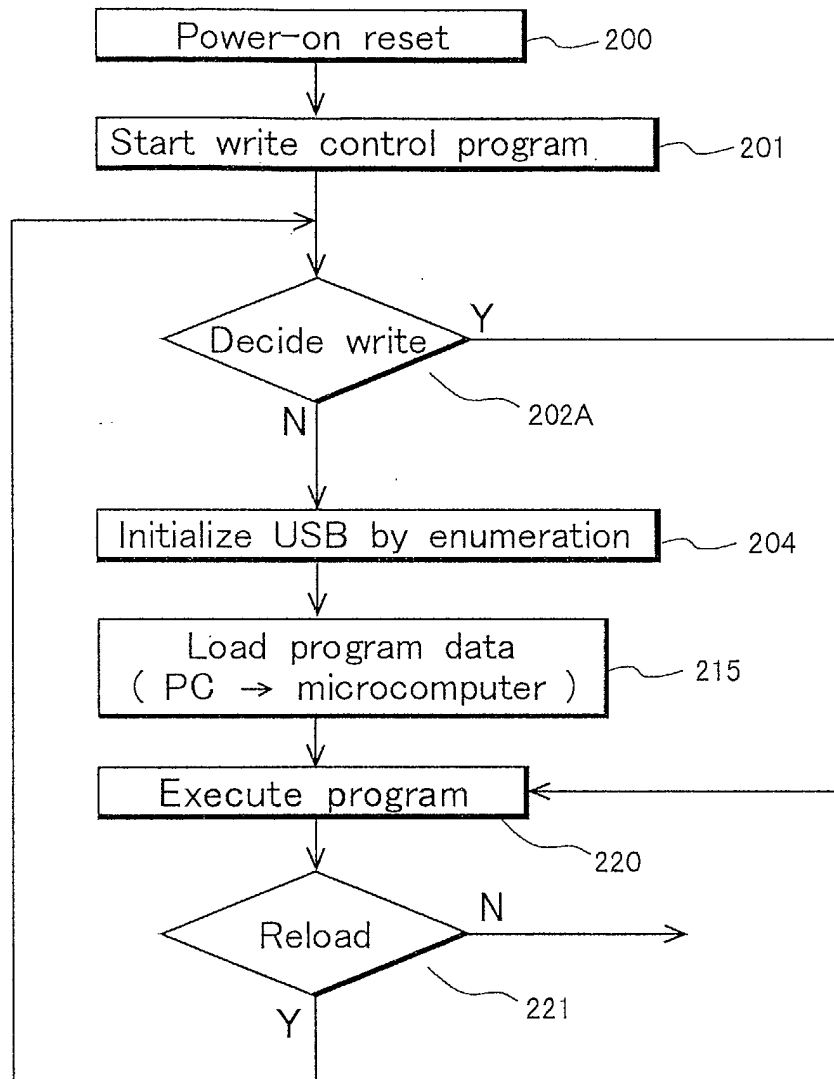 Power-on reset
200
Start write control program
201
Decide write
Y
202A
N
Initialize USB by enumeration
204
Load program data
( PC → microcomputer )
215
Execute program
220
Reload
N
221
Y